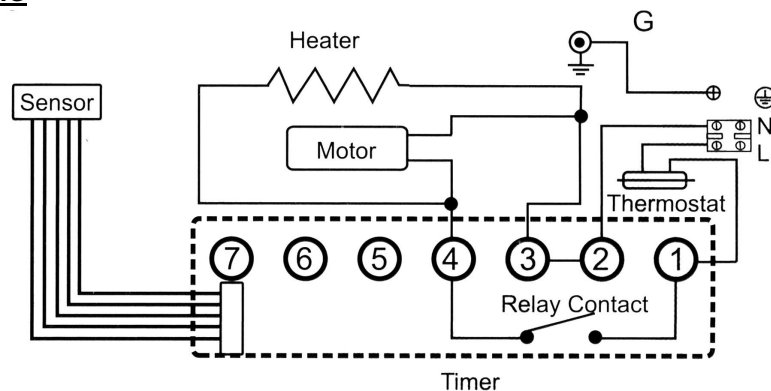 G
Heater
Sensor
N
Motor
L
Thermostat
7 6 5 4 3 2 1
Relay Contact
Timer